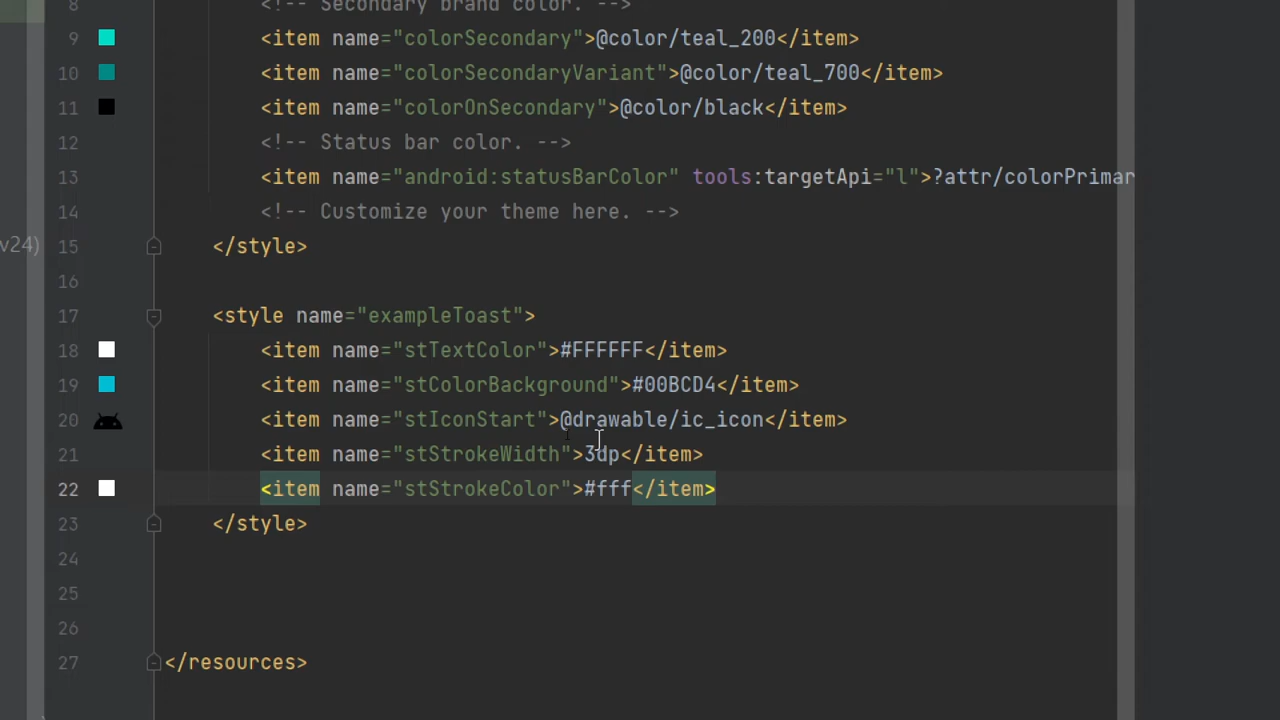 8 <!-- Secondary brand color. -->
9 <item name="colorSecondary">@color/teal_200</item>
10 <item name="colorSecondaryVariant">@color/teal_700</item>
11 <item name="colorOnSecondary">@color/black</item>
12 <!-- Status bar color. -->
13 <item name="android:statusBarColor" tools:targetApi="l">?attr/colorPrimar
14 <!-- Customize your theme here. -->
v24) 15 </style>
16
17 <style name="exampleToast">
18 <item name="stTextColor">#FFFFFF</item>
19 <item name="stColorBackground">#00BCD4</item>
20 <item name="stIconStart">@drawable/ic_icon</item>
21 <item name="stStrokeWidth">3dp</item>
22 <item name="stStrokeColor">#fff</item>
23 </style>
24
25
26
27 </resources>